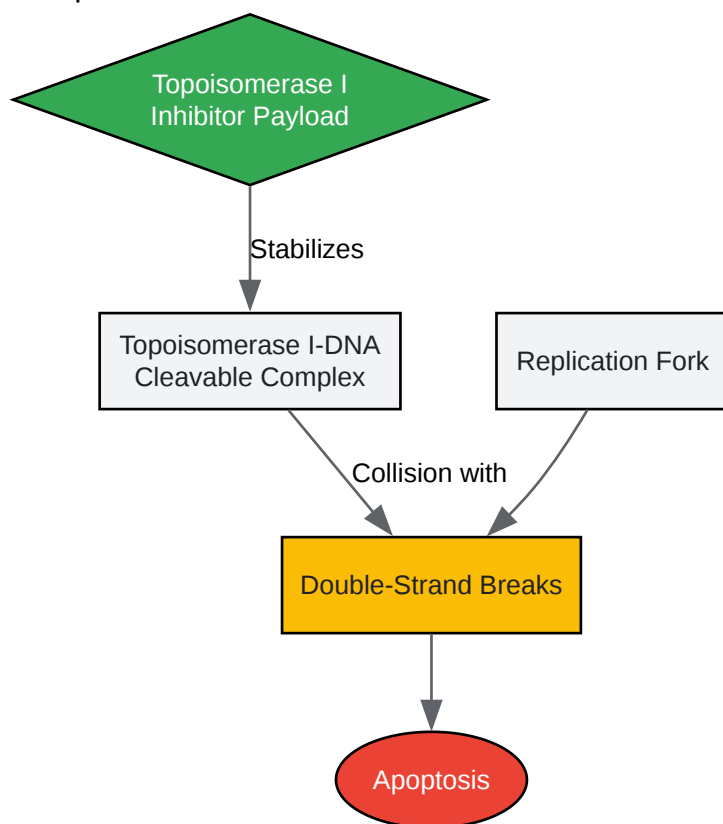 Topoisomerase I
Inhibitor Payload
Stabilizes
Topoisomerase I-DNA
Cleavable Complex
Replication Fork
Collision with
Double-Strand Breaks
Apoptosis